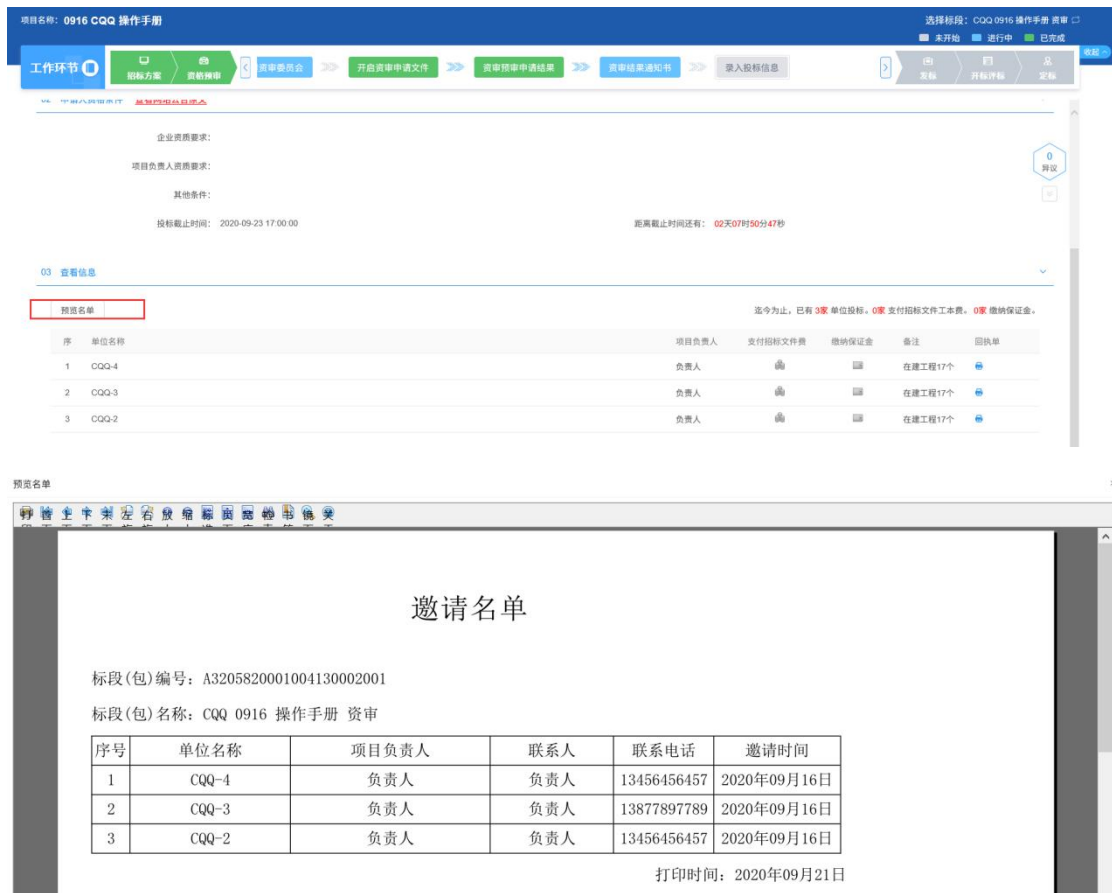 项目名称: 0916 CQQ 操作手册
选择标段: CQQ 0916 操作手册 资审
未开始 进行中 已完成
收起
工作环节 招标方案 资格预审 资审委员会 开启资审申请文件 资审预审申请结果 资审结果通知书 录入投标信息 发标 开标评标 定标
02 申请人资格条件 查看网络公告原文
企业资质要求:
0
异议
项目负责人资质要求:
其他条件:
投标截止时间: 2020-09-23 17:00:00 距离截止时间还有: 02天07时50分47秒
03 查看信息
预览名单 迄今为止，已有 3家 单位投标。0家 支付招标文件工本费。 0家 缴纳保证金。
序 单位名称 项目负责人 支付招标文件费 缴纳保证金 备注 回执单
1 CQQ-4 负责人 在建工程17个
2 CQQ-3 负责人 在建工程17个
3 CQQ-2 负责人 在建工程17个
预览名单
邀请名单
标段(包)编号: A3205820001004130002001
标段(包)名称: CQQ 0916 操作手册 资审
序号 单位名称 项目负责人 联系人 联系电话 邀请时间
1 CQQ-4 负责人 负责人 13456456457 2020年09月16日
2 CQQ-3 负责人 负责人 13877897789 2020年09月16日
3 CQQ-2 负责人 负责人 13456456457 2020年09月16日
打印时间: 2020年09月21日